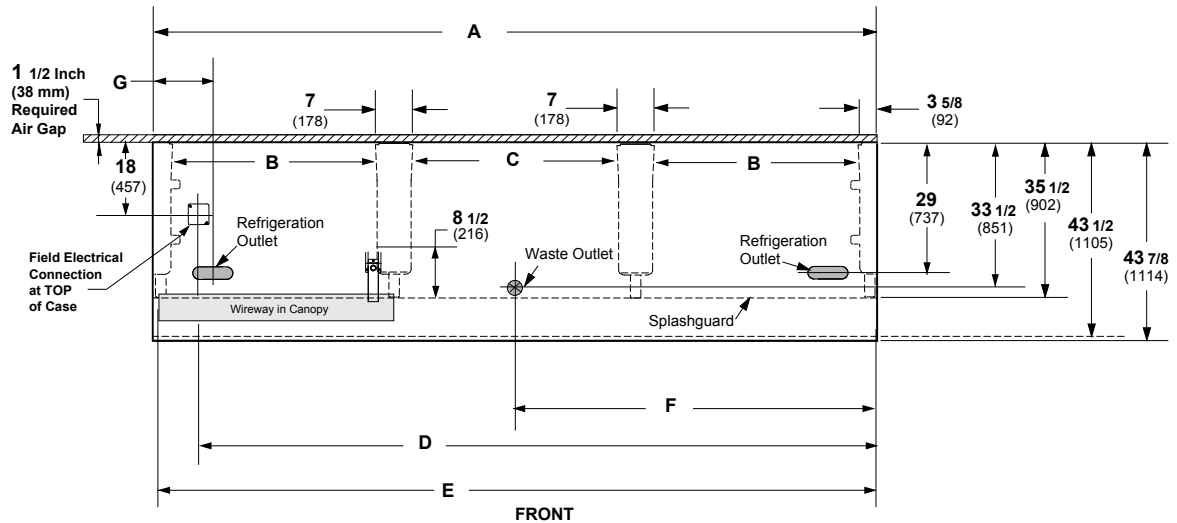 A
1 1/2 Inch
(38 mm)
Required
Air Gap
G
7
(178)
7
(178)
3 5/8
(92)
18
(457)
B
C
B
29
(737)
33 1/2
(851)
35 1/2
(902)
43 1/2
(1105)
43 7/8
(1114)
Refrigeration
Outlet
8 1/2
(216)
Waste Outlet
Refrigeration
Outlet
Field Electrical
Connection
at TOP
of Case
Wireway in Canopy
Splashguard
F
D
E
FRONT